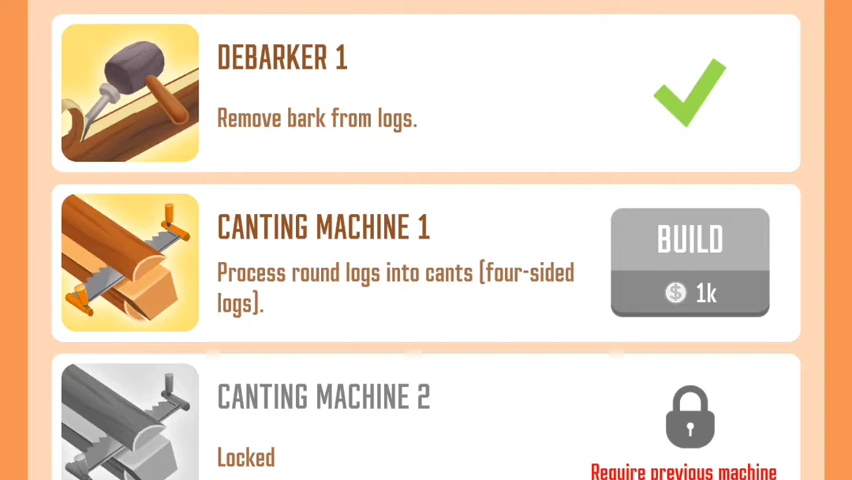 DEBARKER 1
Remove bark from logs.
CANTING MACHINE 1
Process round logs into cants (four-sided
logs).
BUILD
1k
CANTING MACHINE 2
Locked
Require previous machine